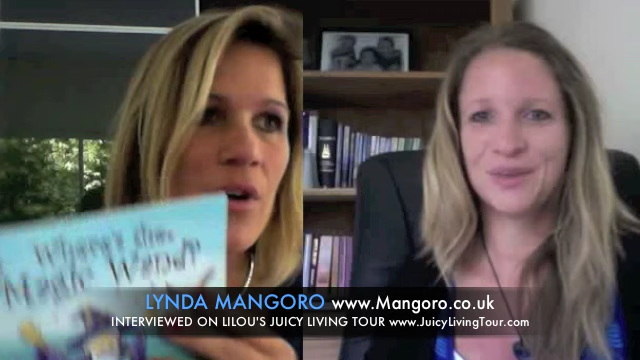 Where's the
Magic Wand?
LYNDA MANGORO www.Mangoro.co.uk
INTERVIEWED ON LILOU'S JUICY LIVING TOUR www.JuicyLivingTour.com